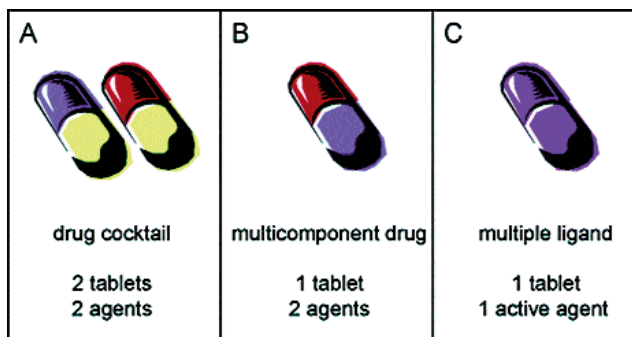 A
drug cocktail
2 tablets
2 agents
B
multicomponent drug
1 tablet
2 agents
C
multiple ligand
1 tablet
1 active agent